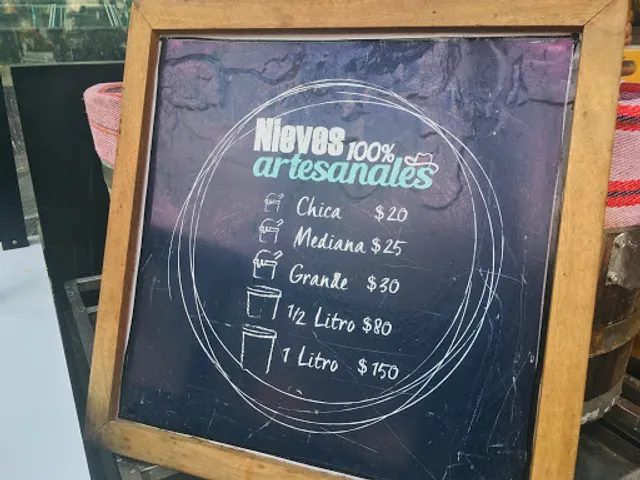 Nieves 100%
artesanales
Chica $20
Mediana $25
Grande $30
1/2 Litro $80
1 Litro $150